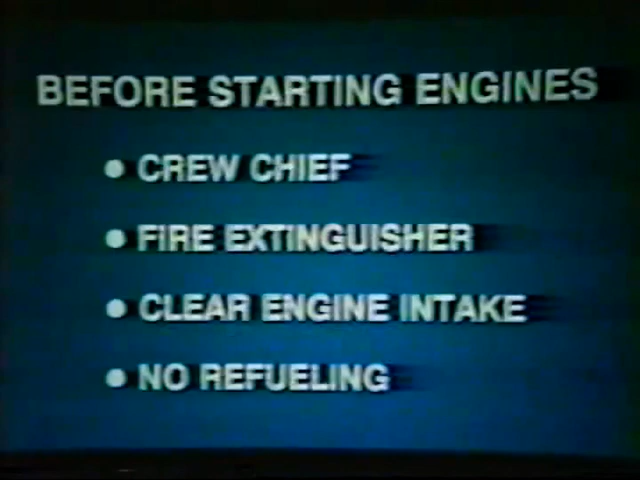 BEFORE STARTING ENGINES
● CREW CHIEF
● FIRE EXTINGUISHER
● CLEAR ENGINE INTAKE
● NO REFUELING